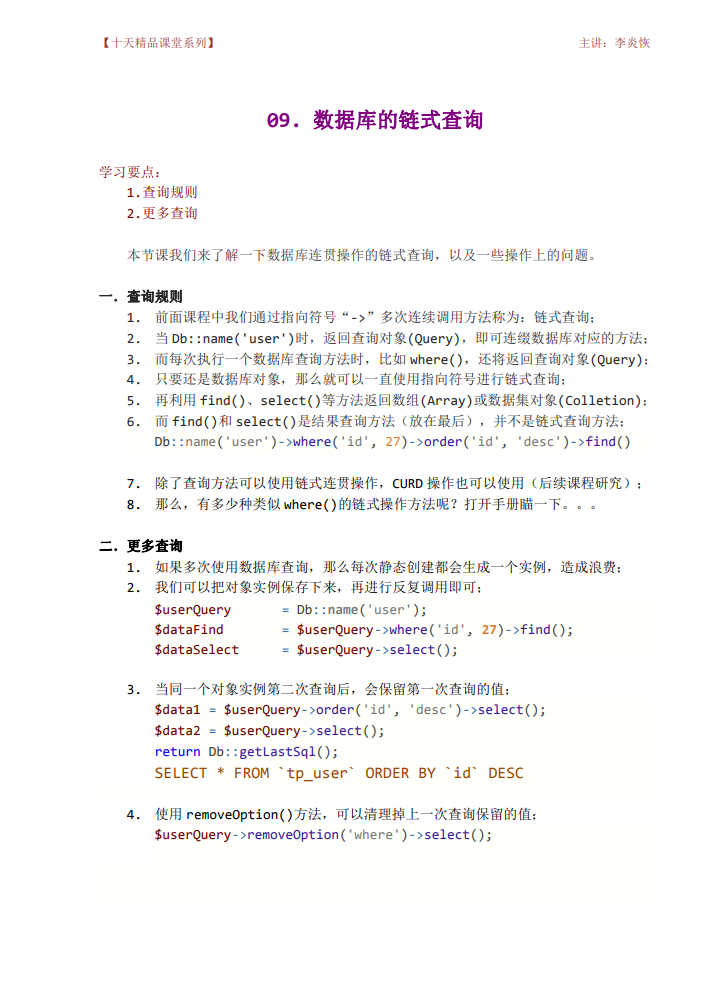 【十天精品课堂系列】 主讲：李炎恢
09. 数据库的链式查询
学习要点：
1.查询规则
2.更多查询
本节课我们来了解一下数据库连贯操作的链式查询，以及一些操作上的问题。
一．查询规则
1. 前面课程中我们通过指向符号“->”多次连续调用方法称为：链式查询；
2. 当Db::name('user')时，返回查询对象(Query)，即可连缀数据库对应的方法；
3. 而每次执行一个数据库查询方法时，比如where()，还将返回查询对象(Query)；
4. 只要还是数据库对象，那么就可以一直使用指向符号进行链式查询；
5. 再利用find()、select()等方法返回数组(Array)或数据集对象(Colletion)；
6. 而find()和select()是结果查询方法（放在最后），并不是链式查询方法；
Db::name('user')->where('id', 27)->order('id', 'desc')->find()
7. 除了查询方法可以使用链式连贯操作，CURD 操作也可以使用（后续课程研究）；
8. 那么，有多少种类似where()的链式操作方法呢？打开手册瞄一下。。。
二．更多查询
1. 如果多次使用数据库查询，那么每次静态创建都会生成一个实例，造成浪费；
2. 我们可以把对象实例保存下来，再进行反复调用即可；
$userQuery = Db::name('user');
$dataFind = $userQuery->where('id', 27)->find();
$dataSelect = $userQuery->select();
3. 当同一个对象实例第二次查询后，会保留第一次查询的值；
$data1 = $userQuery->order('id', 'desc')->select();
$data2 = $userQuery->select();
return Db::getLastSql();
SELECT * FROM `tp_user` ORDER BY `id` DESC
4. 使用removeOption()方法，可以清理掉上一次查询保留的值；
$userQuery->removeOption('where')->select();